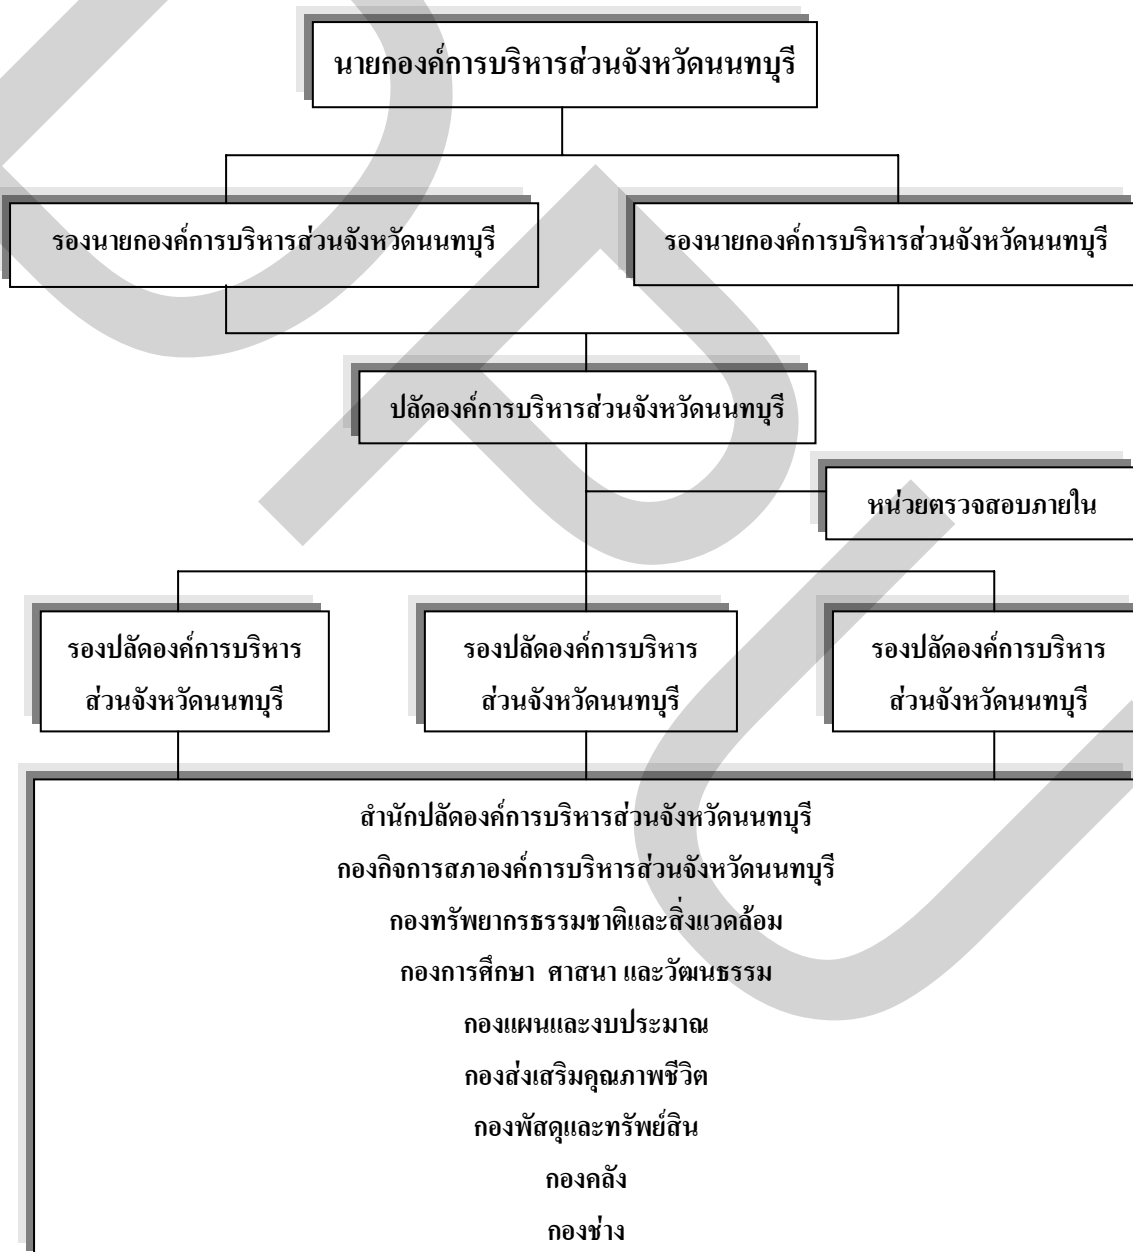 นายกองค์การบริหารส่วนจังหวัดนนทบุรี
รองนายกองค์การบริหารส่วนจังหวัดนนทบุรี
รองนายกองค์การบริหารส่วนจังหวัดนนทบุรี
ปลัดองค์การบริหารส่วนจังหวัดนนทบุรี
หน่วยตรวจสอบภายใน
รองปลัดองค์การบริหาร
ส่วนจังหวัดนนทบุรี
รองปลัดองค์การบริหาร
ส่วนจังหวัดนนทบุรี
รองปลัดองค์การบริหาร
ส่วนจังหวัดนนทบุรี
สำนักปลัดองค์การบริหารส่วนจังหวัดนนทบุรี
กองกิจการสภาองค์การบริหารส่วนจังหวัดนนทบุรี
กองทรัพยากรธรรมชาติและสิ่งแวดล้อม
กองการศึกษา ศาสนา และวัฒนธรรม
กองแผนและงบประมาณ
กองส่งเสริมคุณภาพชีวิต
กองพัสดุและทรัพย์สิน
กองคลัง
กองช่าง